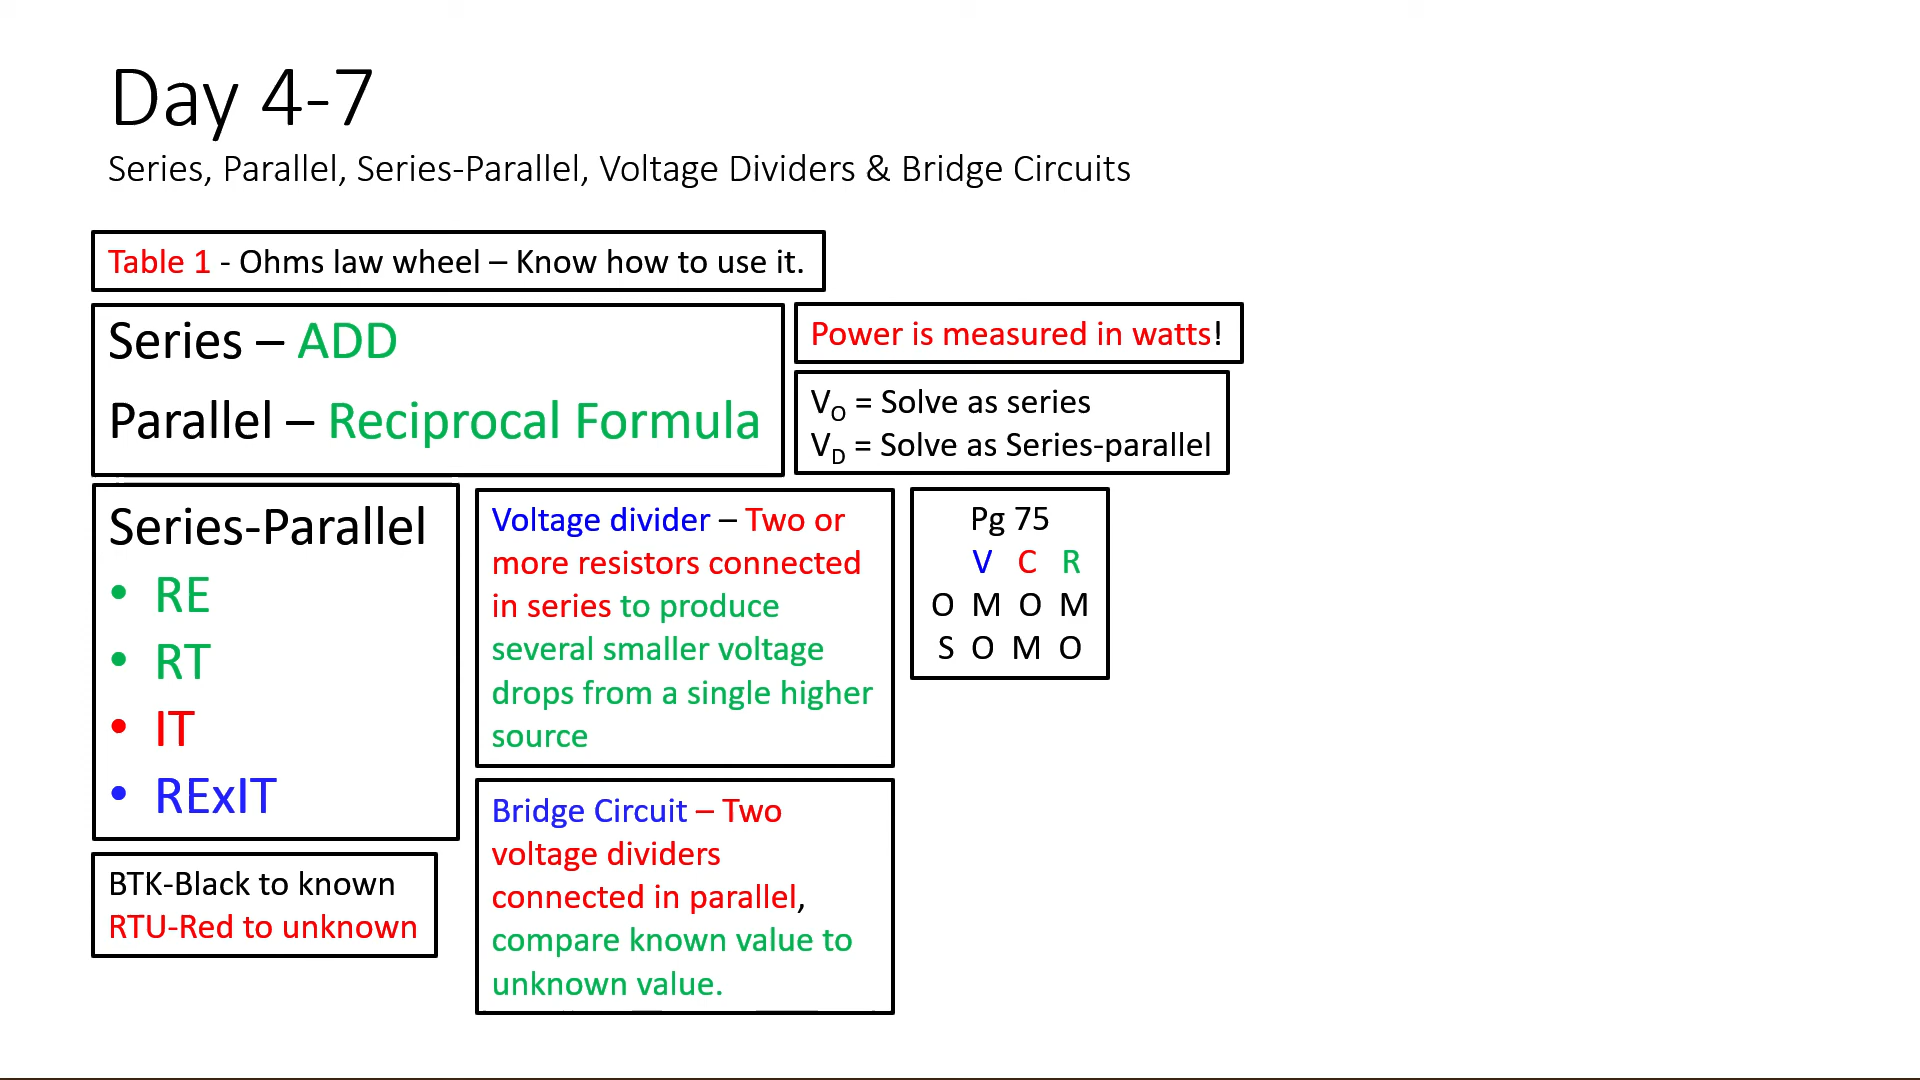 Day 4-7
Series, Parallel, Series-Parallel, Voltage Dividers & Bridge Circuits
Table 1 - Ohms law wheel – Know how to use it.
Series – ADD
Parallel – Reciprocal Formula
Power is measured in watts!
VO = Solve as series
VD = Solve as Series-parallel
Series-Parallel
• RE
• RT
• IT
• RExIT
BTK-Black to known
RTU-Red to unknown
Voltage divider – Two or
more resistors connected
in series to produce
several smaller voltage
drops from a single higher
source
Bridge Circuit – Two
voltage dividers
connected in parallel,
compare known value to
unknown value.
Pg 75
V C R
O M O M
S O M O